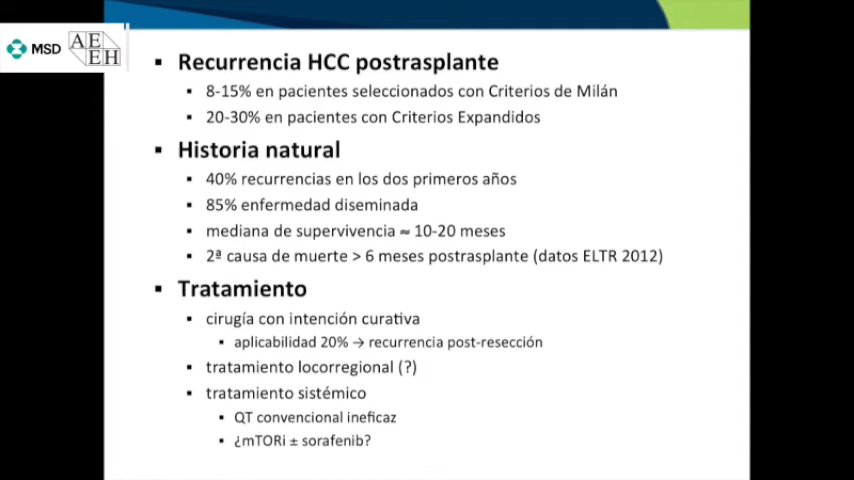 MSD
AE
EH
▪ Recurrencia HCC postrasplante
▪ 8-15% en pacientes seleccionados con Criterios de Milán
▪ 20-30% en pacientes con Criterios Expandidos
▪ Historia natural
▪ 40% recurrencias en los dos primeros años
▪ 85% enfermedad diseminada
▪ mediana de supervivencia ≈ 10-20 meses
▪ 2ª causa de muerte > 6 meses postrasplante (datos ELTR 2012)
▪ Tratamiento
▪ cirugía con intención curativa
▪ aplicabilidad 20% → recurrencia post-resección
▪ tratamiento locorregional (?)
▪ tratamiento sistémico
▪ QT convencional ineficaz
▪ ¿mTORi ± sorafenib?